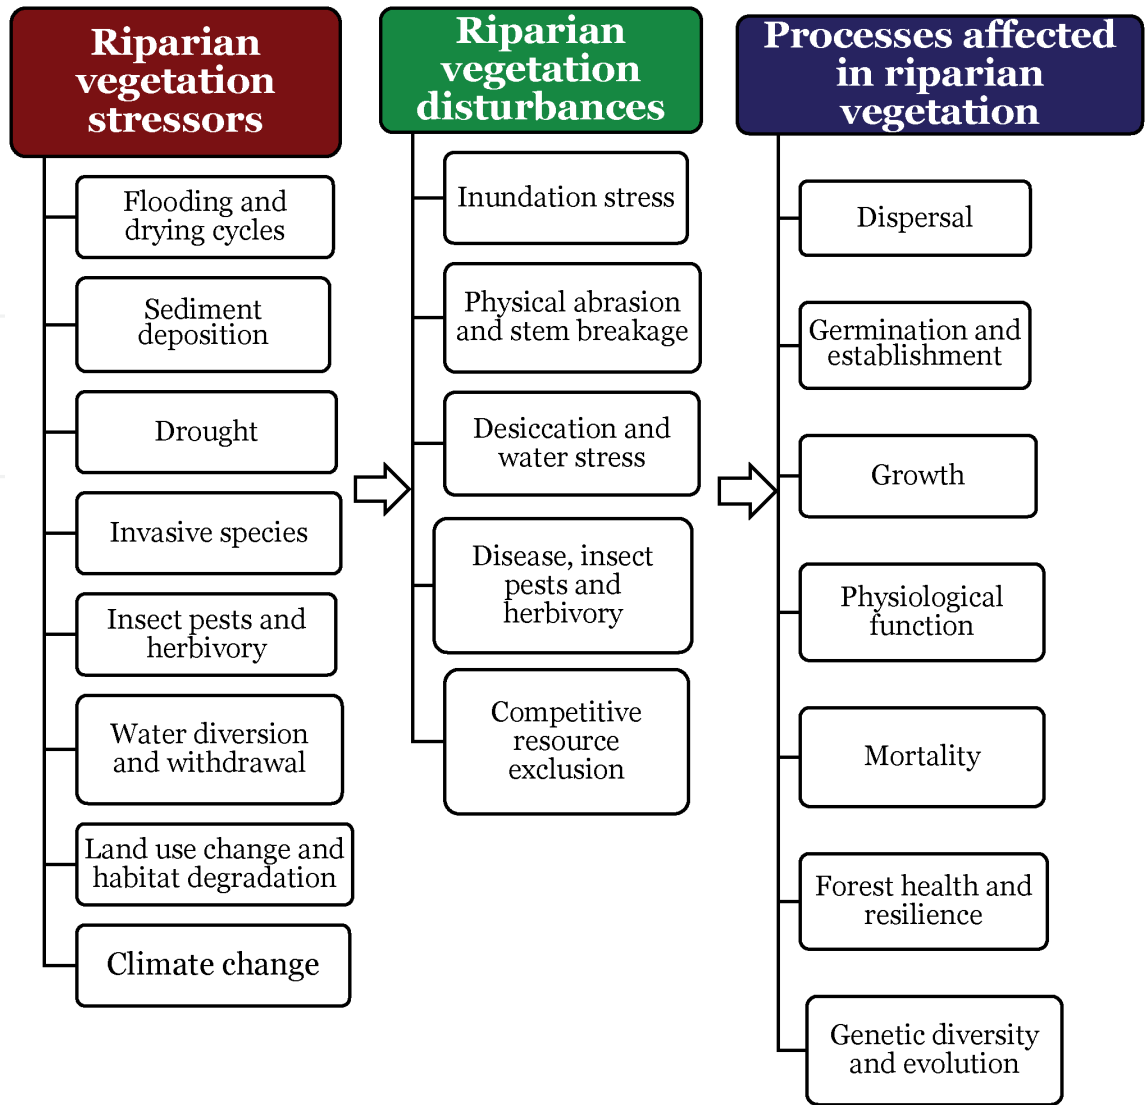 Riparian
vegetation
stressors
Flooding and
drying cycles
Sediment
deposition
Drought
Invasive species
Insect pests and
herbivory
Water diversion
and withdrawal
Land use change and
habitat degradation
Climate change
Riparian
vegetation
disturbances
Inundation stress
Physical abrasion
and stem breakage
Desiccation and
water stress
Disease, insect
pests and
herbivory
Competitive
resource
exclusion
Processes affected
in riparian
vegetation
Dispersal
Germination and
establishment
Growth
Physiological
function
Mortality
Forest health and
resilience
Genetic diversity
and evolution